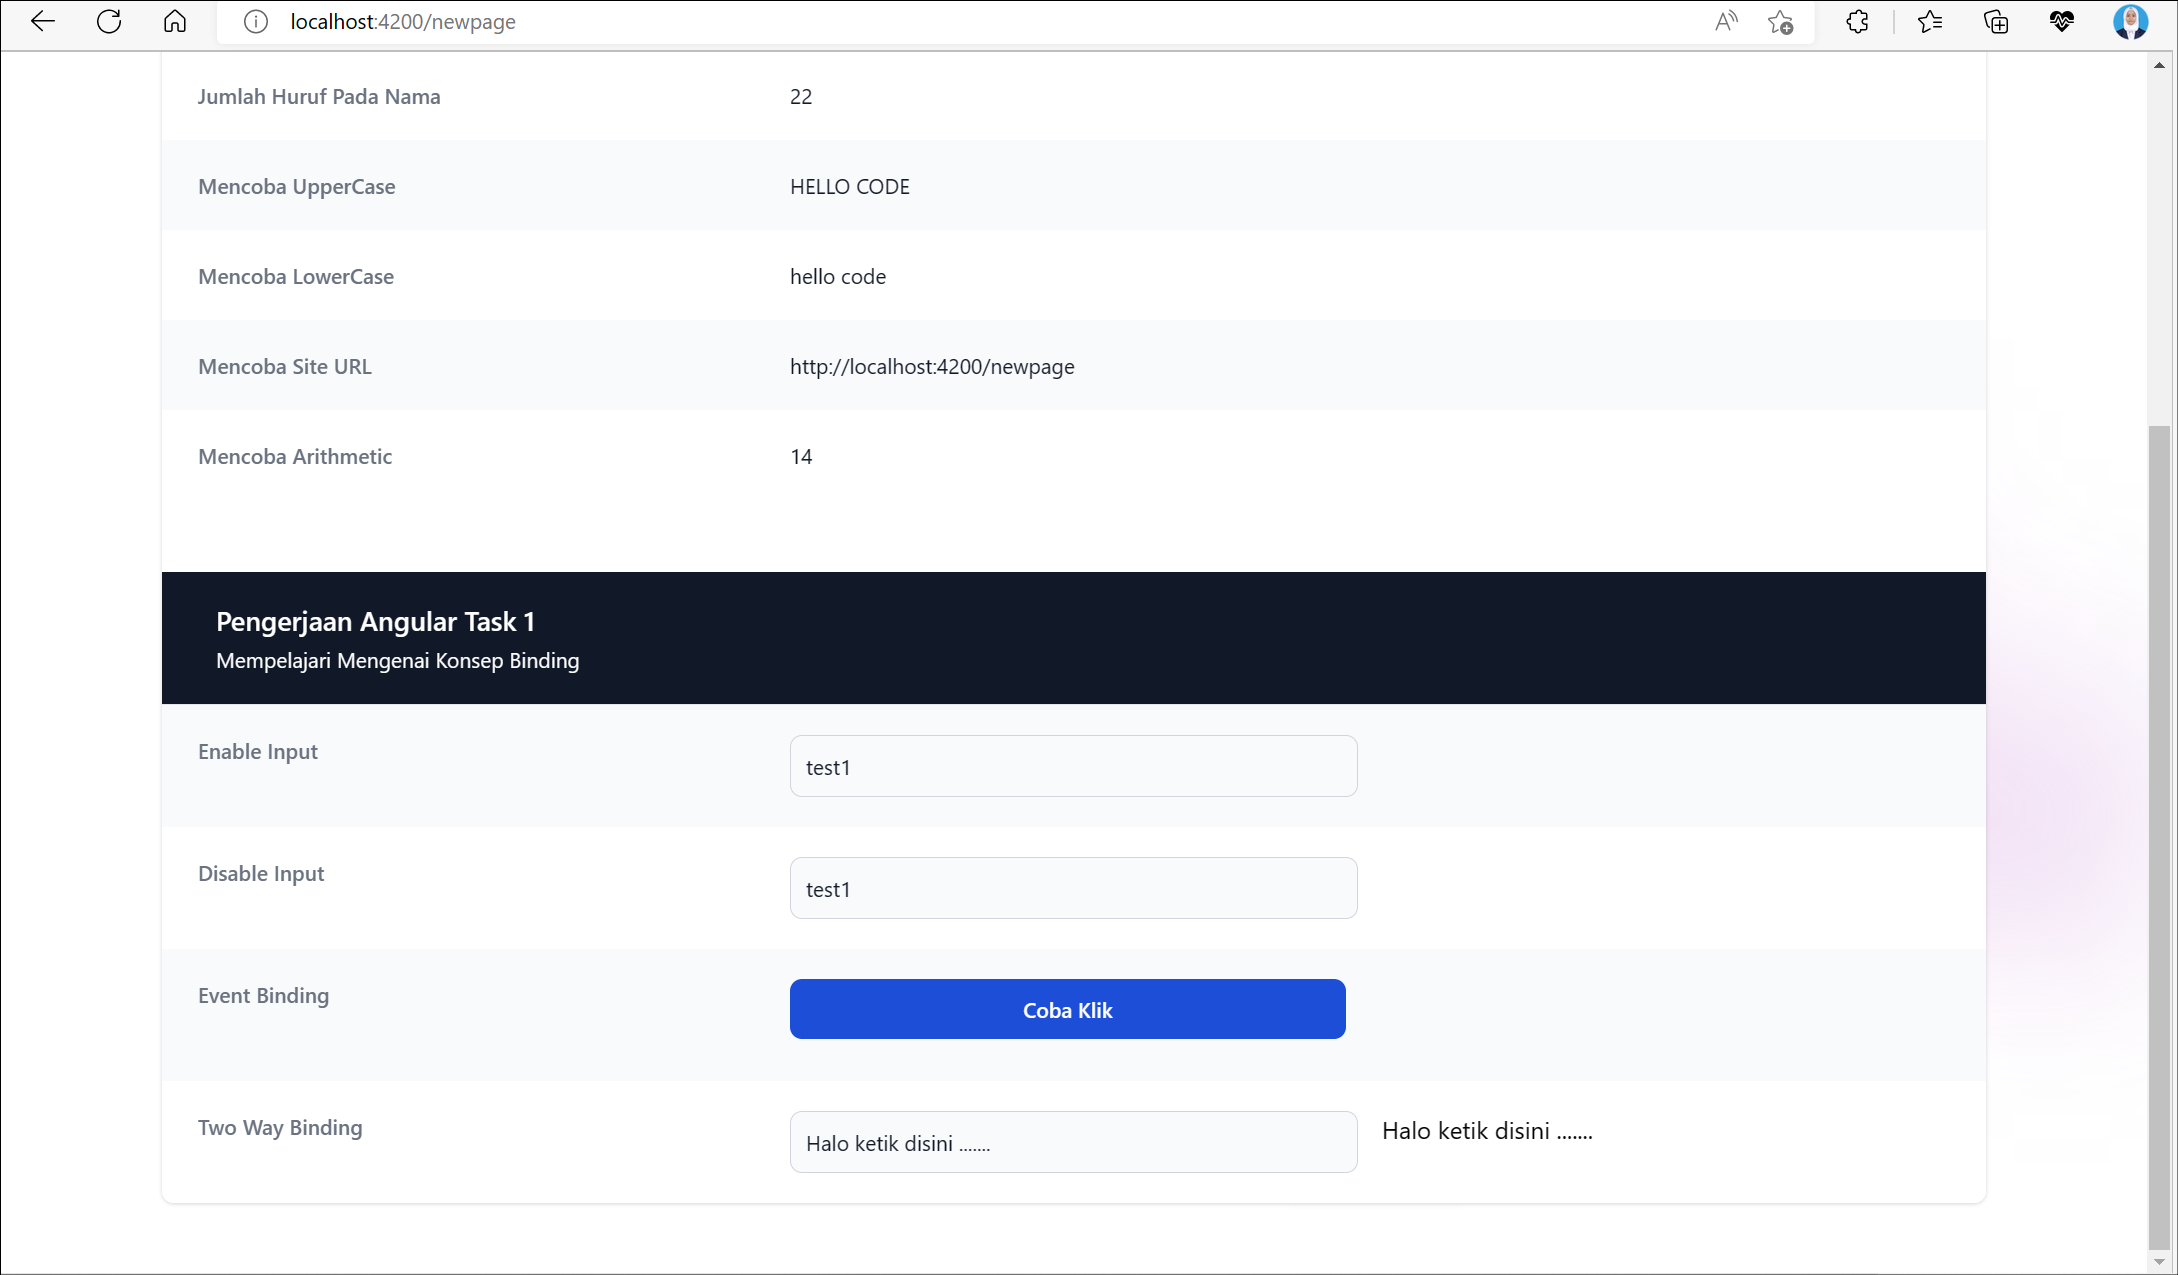 localhost:4200/newpage
Jumlah Huruf Pada Nama 22
Mencoba UpperCase HELLO CODE
Mencoba LowerCase hello code
Mencoba Site URL http://localhost:4200/newpage
Mencoba Arithmetic 14
Pengerjaan Angular Task 1
Mempelajari Mengenai Konsep Binding
Enable Input test1
Disable Input test1
Event Binding Coba Klik
Two Way Binding Halo ketik disini ....... Halo ketik disini .......